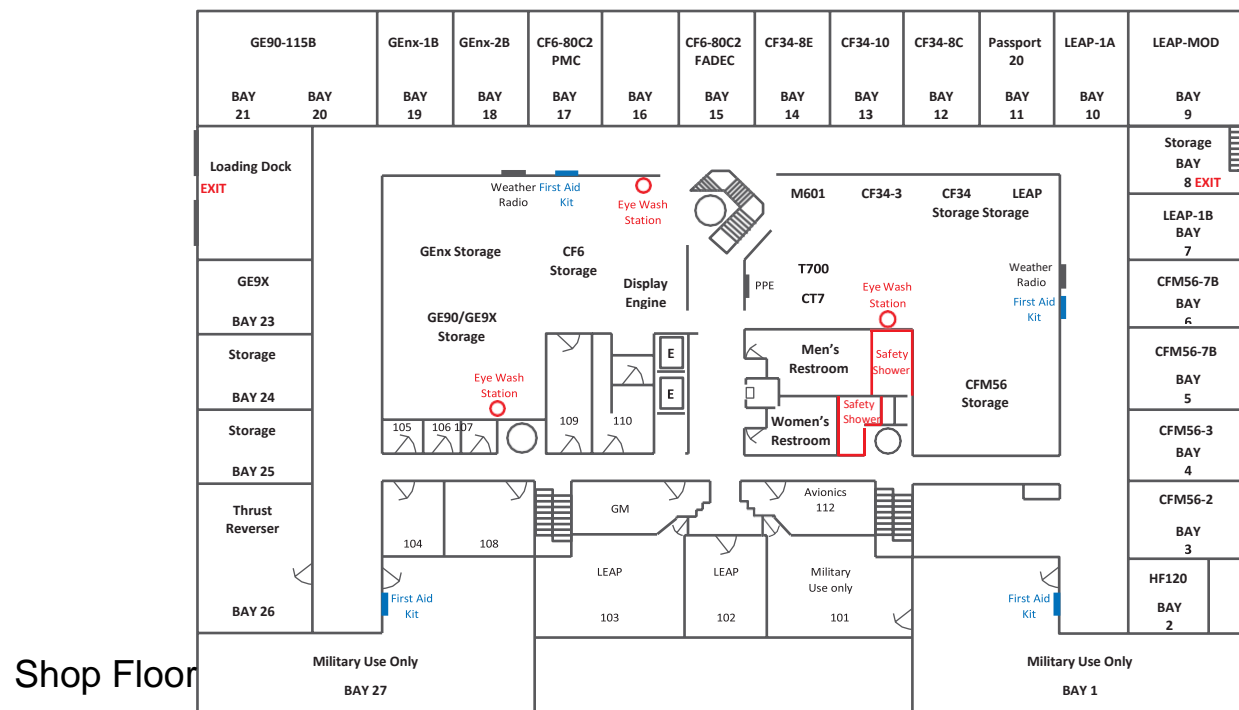 GE90-115B
GEnx-1B
GEnx-2B
CF6-80C2
PMC
CF6-80C2
FADEC
CF34-8E
CF34-10
CF34-8C
Passport
20
LEAP-1A
LEAP-MOD
BAY
21
BAY
20
BAY
19
BAY
18
BAY
17
BAY
16
BAY
15
BAY
14
BAY
13
BAY
12
BAY
11
BAY
10
BAY
9
Loading Dock
EXIT
Storage
BAY
8 EXIT
Weather
Radio
First Aid
Kit
Eye Wash
Station
M601
CF34-3
CF34
LEAP
Storage Storage
LEAP-1B
BAY
7
GEnx Storage
CF6
Storage
Display
Engine
PPE
T700
CT7
Eye Wash
Station
Weather
Radio
First Aid
Kit
GE9X
BAY 23
CFM56-7B
BAY
6
GE90/GE9X
Storage
Storage
BAY 24
E
E
Men's
Restroom
Safety
Shower
CFM56-7B
BAY
5
Eye Wash
Station
CFM56
Storage
Storage
BAY 25
105
106 107
109
110
Women's
Restroom
Safety
Shower
CFM56-3
BAY
4
Thrust
Reverser
BAY 26
104
108
GM
Avionics
112
CFM56-2
BAY
3
First Aid
Kit
LEAP
103
LEAP
102
Military
Use only
101
First Aid
Kit
HF120
BAY
2
Shop Floor
Military Use Only
BAY 27
Military Use Only
BAY 1